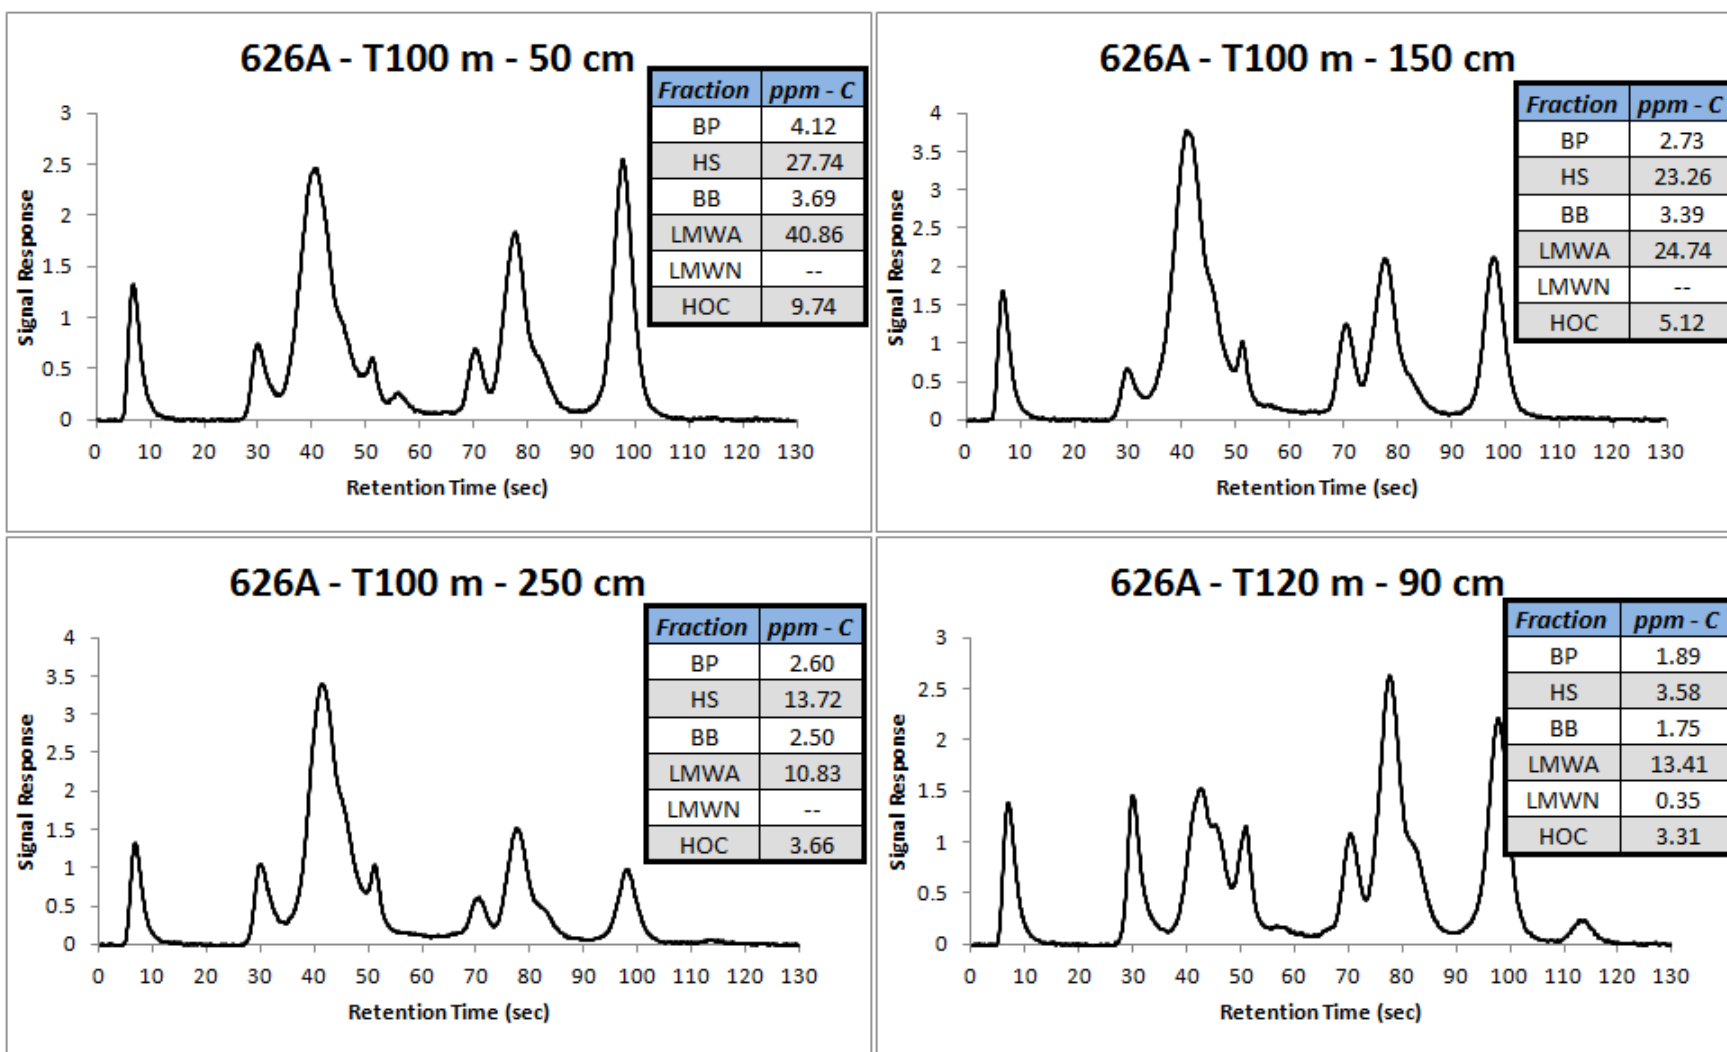 626A - T100 m - 50 cm
Fraction ppm - C
BP 4.12
HS 27.74
BB 3.69
LMWA 40.86
LMWN --
HOC 9.74
3
2.5
2
1.5
1
0.5
0
Signal Response
0 10 20 30 40 50 60 70 80 90 100 110 120 130
Retention Time (sec)
626A - T100 m - 150 cm
Fraction ppm - C
BP 2.73
HS 23.26
BB 3.39
LMWA 24.74
LMWN --
HOC 5.12
4
3.5
3
2.5
2
1.5
1
0.5
0
Signal Response
0 10 20 30 40 50 60 70 80 90 100 110 120 130
Retention Time (sec)
626A - T100 m - 250 cm
Fraction ppm - C
BP 2.60
HS 13.72
BB 2.50
LMWA 10.83
LMWN --
HOC 3.66
4
3.5
3
2.5
2
1.5
1
0.5
0
Signal Response
0 10 20 30 40 50 60 70 80 90 100 110 120 130
Retention Time (sec)
626A - T120 m - 90 cm
Fraction ppm - C
BP 1.89
HS 3.58
BB 1.75
LMWA 13.41
LMWN 0.35
HOC 3.31
3
2.5
2
1.5
1
0.5
0
Signal Response
0 10 20 30 40 50 60 70 80 90 100 110 120 130
Retention Time (sec)